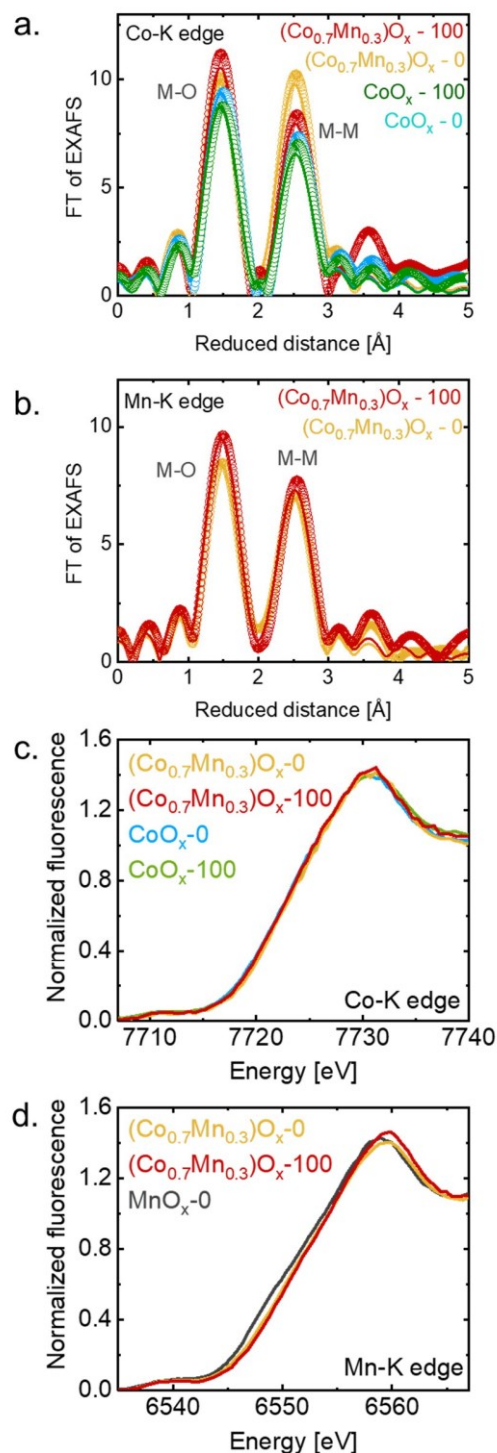 a.
Co-K edge
(Co0.7Mn0.3)Ox - 100
(Co0.7Mn0.3)Ox - 0
CoOx - 100
CoOx - 0
M-O
M-M
FT of EXAFS
10
5
0
0 1 2 3 4 5
Reduced distance [Å]
b.
Mn-K edge
(Co0.7Mn0.3)Ox - 100
(Co0.7Mn0.3)Ox - 0
M-O
M-M
FT of EXAFS
10
5
0
0 1 2 3 4 5
Reduced distance [Å]
c.
(Co0.7Mn0.3)Ox-0
(Co0.7Mn0.3)Ox-100
CoOx-0
CoOx-100
Co-K edge
Normalized fluorescence
1.6
1.2
0.8
0.4
0.0
7710 7720 7730 7740
Energy [eV]
d.
(Co0.7Mn0.3)Ox-0
(Co0.7Mn0.3)Ox-100
MnOx-0
Mn-K edge
Normalized fluorescence
1.6
1.2
0.8
0.4
0.0
6540 6550 6560
Energy [eV]